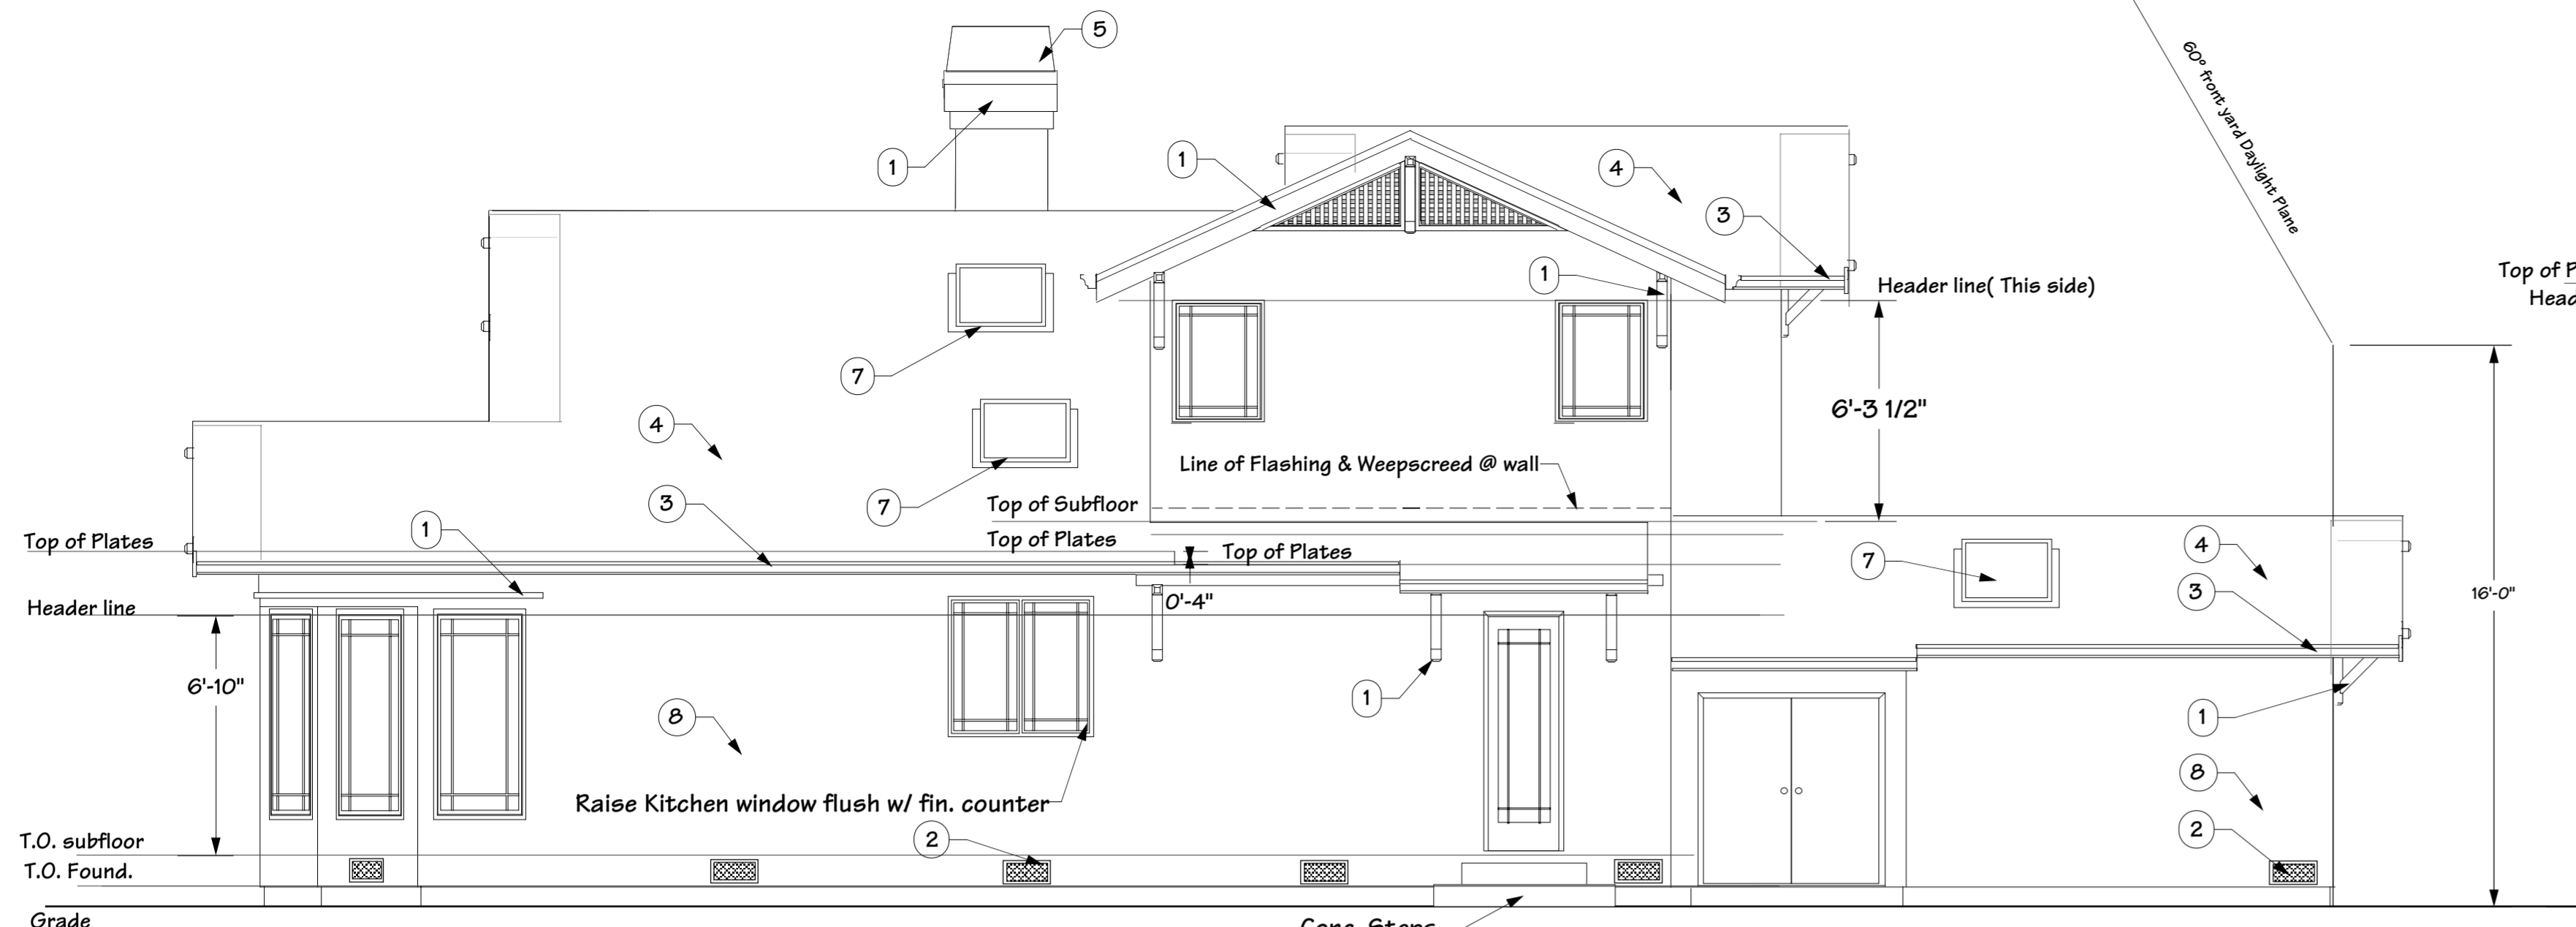 5
60° front yard Daylight Plane
1
1
4
3
Top of P
Header line( This side)
1
Head
7
6'-3 1/2"
4
Line of Flashing & Weepscreed @ wall
3
7
Top of Subfloor
1
Top of Plates
Top of Plates
Top of Plates
7
4
3
16'-0"
0'-4"
Header line
6'-10"
1
8
1
Raise Kitchen window flush w/ fin. counter
8
2
2
T.O. subfloor
T.O. Found.
Grade
Conc. Steps